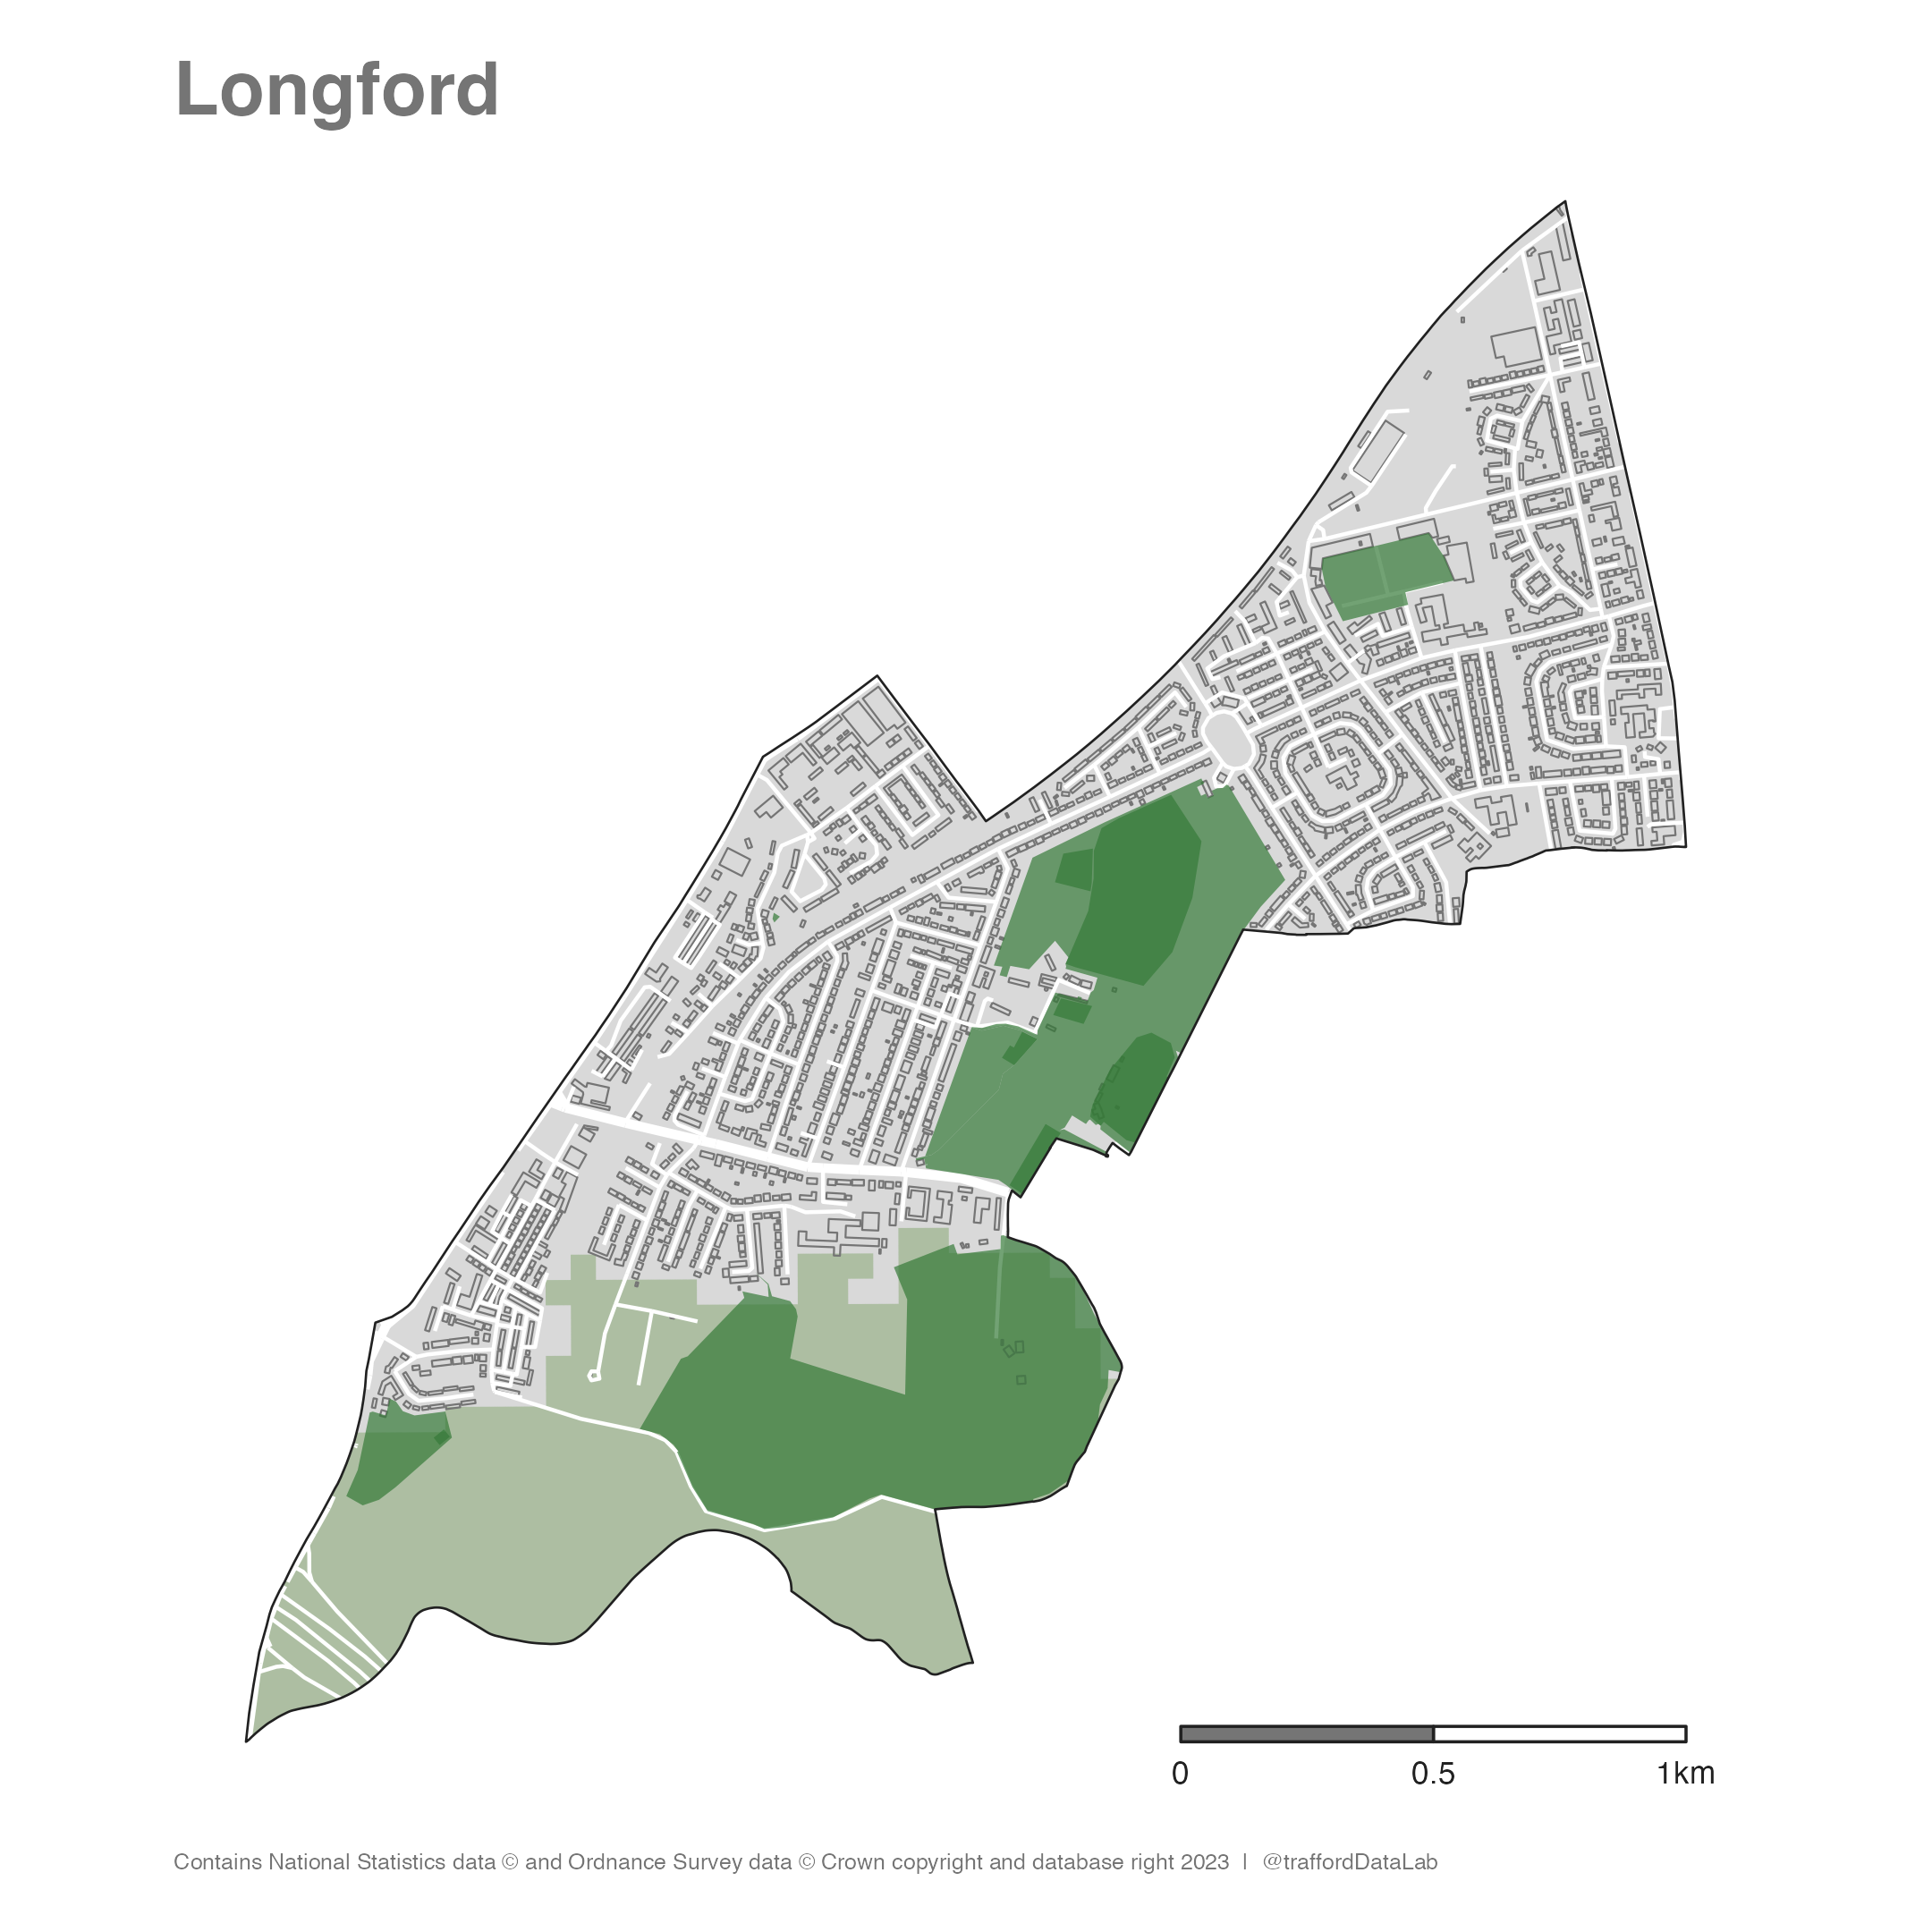 Longford
0 0.5 1km
Contains National Statistics data © and Ordnance Survey data © Crown copyright and database right 2023 | @traffordDataLab